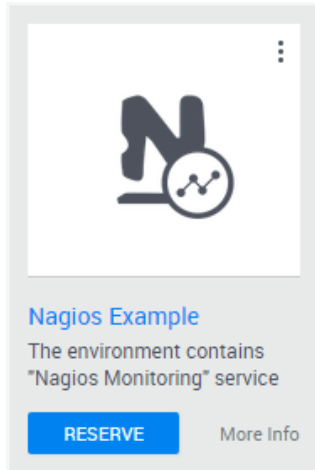 N
Nagios Example
The environment contains
"Nagios Monitoring" service
RESERVE More Info